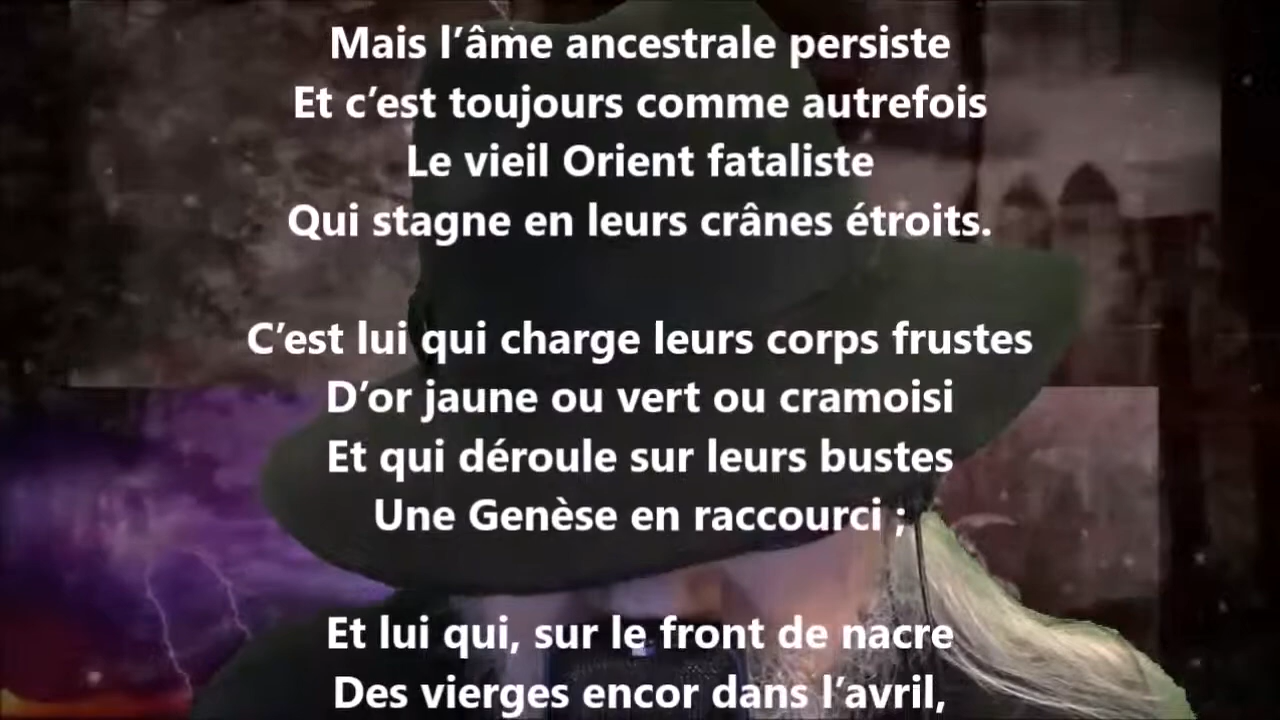 Mais l’âme ancestrale persiste
Et c’est toujours comme autrefois
Le vieil Orient fataliste
Qui stagne en leurs crânes étroits.
C’est lui qui charge leurs corps frustes
D’or jaune ou vert ou cramoisi
Et qui déroule sur leurs bustes
Une Genèse en raccourci ;
Et lui qui, sur le front de nacre
Des vierges encor dans l’avril,